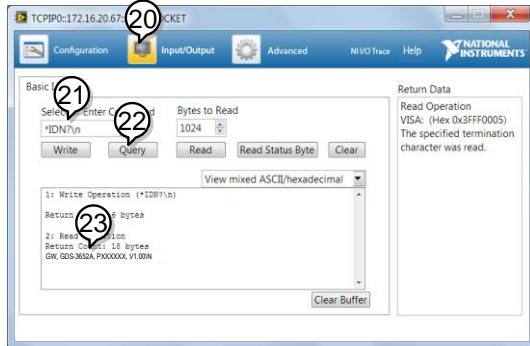 TCPIP0::172.16.20.67: CKET
20
Configuration
Input/Output
Advanced
NI I/O Trace
Help
NATIONAL
INSTRUMENTS
Basic I
21
Enter C
22
Bytes to Read
*IDN?\n
1024
Write
Query
Read
Read Status Byte
Clear
View mixed ASCII/hexadecimal
1: Write Operation (*IDN?\n)
Return 6 bytes
23
2: Read
Return Count: 18 bytes
GW, GDS-3652A, PXXXXXX, V1.00\N
Clear Buffer
Return Data
Read Operation
VISA: (Hex 0x3FFF0005)
The specified termination
character was read.